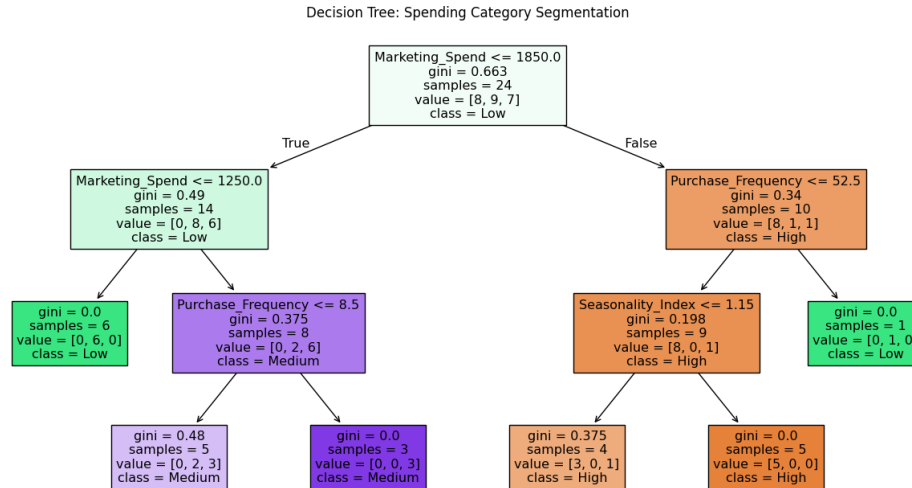 Decision Tree: Spending Category Segmentation
Marketing_Spend <= 1850.0
gini = 0.663
samples = 24
value = [8, 9, 7]
class = Low
True
False
Marketing_Spend <= 1250.0
gini = 0.49
samples = 14
value = [0, 8, 6]
class = Low
Purchase_Frequency <= 52.5
gini = 0.34
samples = 10
value = [8, 1, 1]
class = High
gini = 0.0
samples = 6
value = [0, 6, 0]
class = Low
Purchase_Frequency <= 8.5
gini = 0.375
samples = 8
value = [0, 2, 6]
class = Medium
Seasonality_Index <= 1.15
gini = 0.198
samples = 9
value = [8, 0, 1]
class = High
gini = 0.0
samples = 1
value = [0, 1, 0]
class = Low
gini = 0.48
samples = 5
value = [0, 2, 3]
class = Medium
gini = 0.0
samples = 3
value = [0, 0, 3]
class = Medium
gini = 0.375
samples = 4
value = [3, 0, 1]
class = High
gini = 0.0
samples = 5
value = [5, 0, 0]
class = High